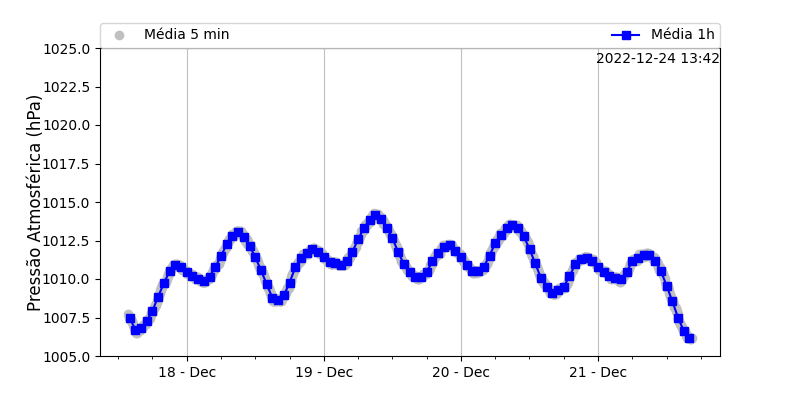 Média 5 min
Média 1h
2022-12-24 13:42
Pressão Atmosférica (hPa)
1025.0
1022.5
1020.0
1017.5
1015.0
1012.5
1010.0
1007.5
1005.0
18 - Dec
19 - Dec
20 - Dec
21 - Dec